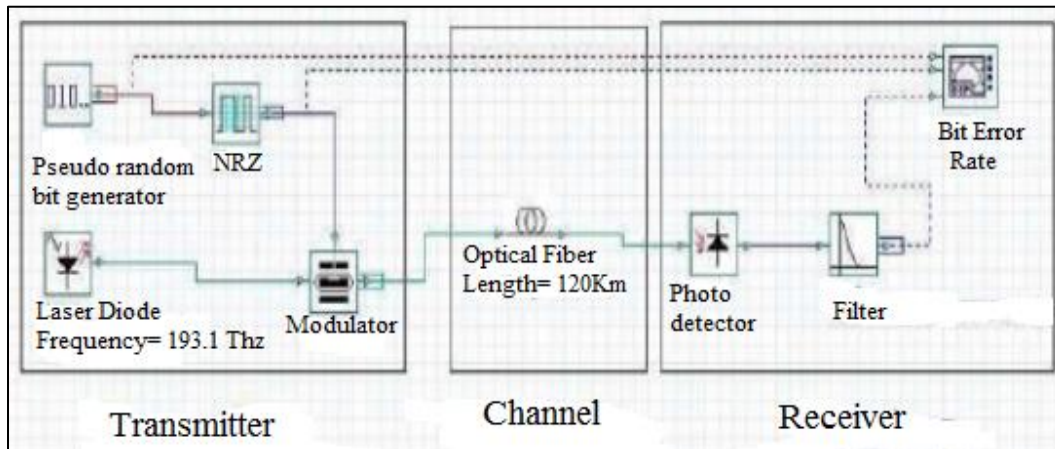 Pseudo random
bit generator
NRZ
Laser Diode
Frequency= 193.1 Thz
Modulator
Optical Fiber
Length= 120Km
Photo
detector
Filter
Bit Error
Rate
Transmitter
Channel
Receiver